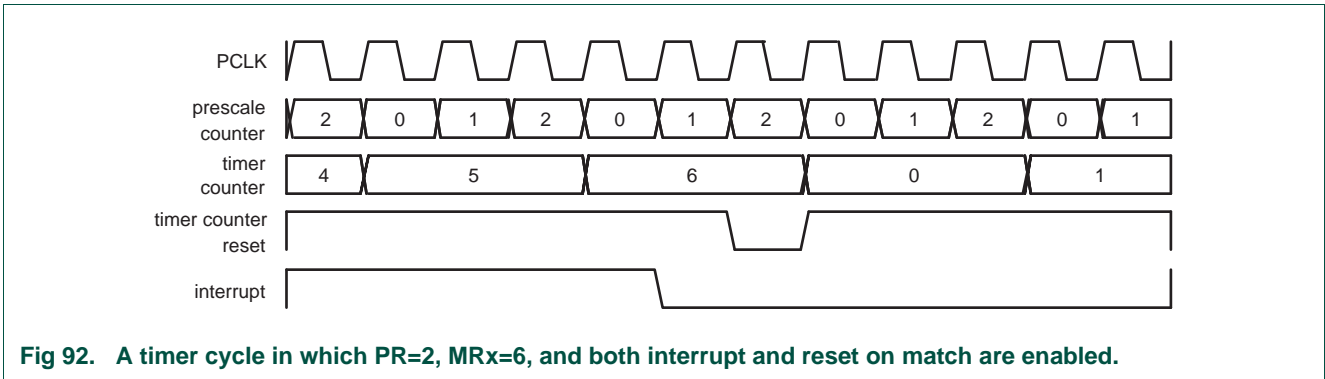 PCLK
prescale
counter
2 0 1 2 0 1 2 0 1 2 0 1
timer
counter
4 5 6 0 1
timer counter
reset
interrupt
Fig 92. A timer cycle in which PR=2, MRx=6, and both interrupt and reset on match are enabled.